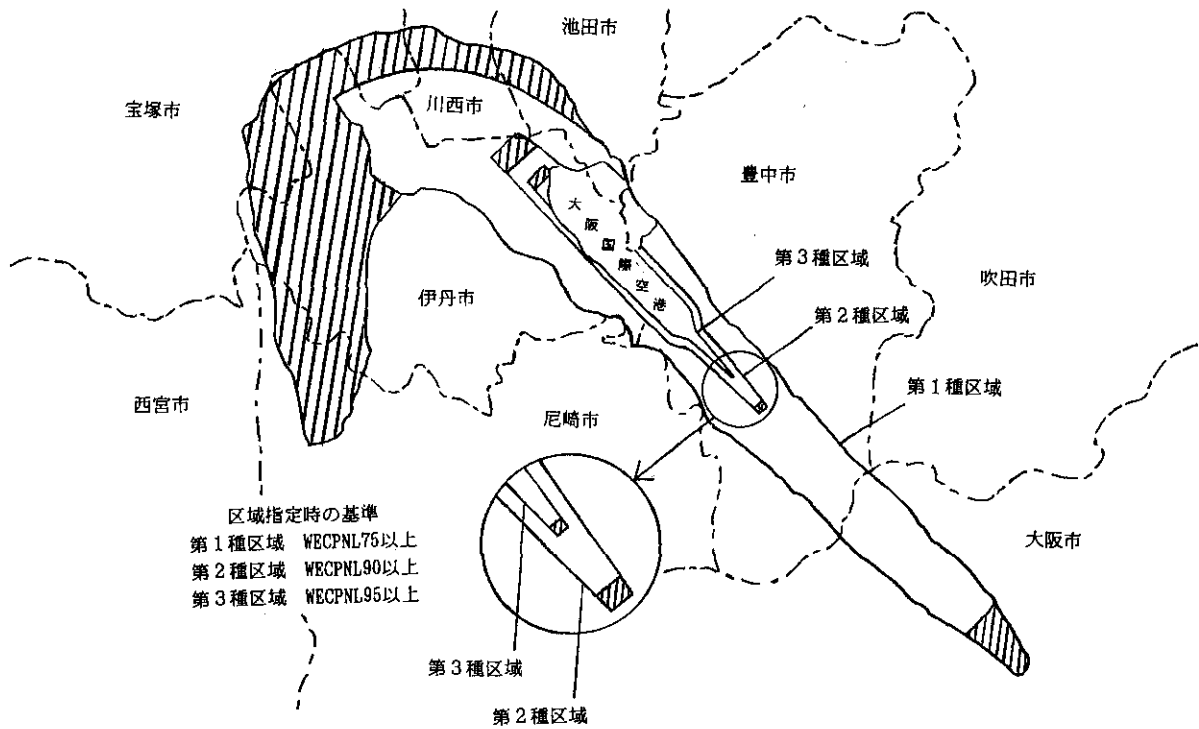 池田市
宝塚市
川西市
豊中市
大阪国際空港
第3種区域
吹田市
伊丹市
第2種区域
第1種区域
西宮市
尼崎市
区域指定時の基準
第1種区域 WECPNL75以上
第2種区域 WECPNL90以上
第3種区域 WECPNL95以上
大阪市
第3種区域
第2種区域